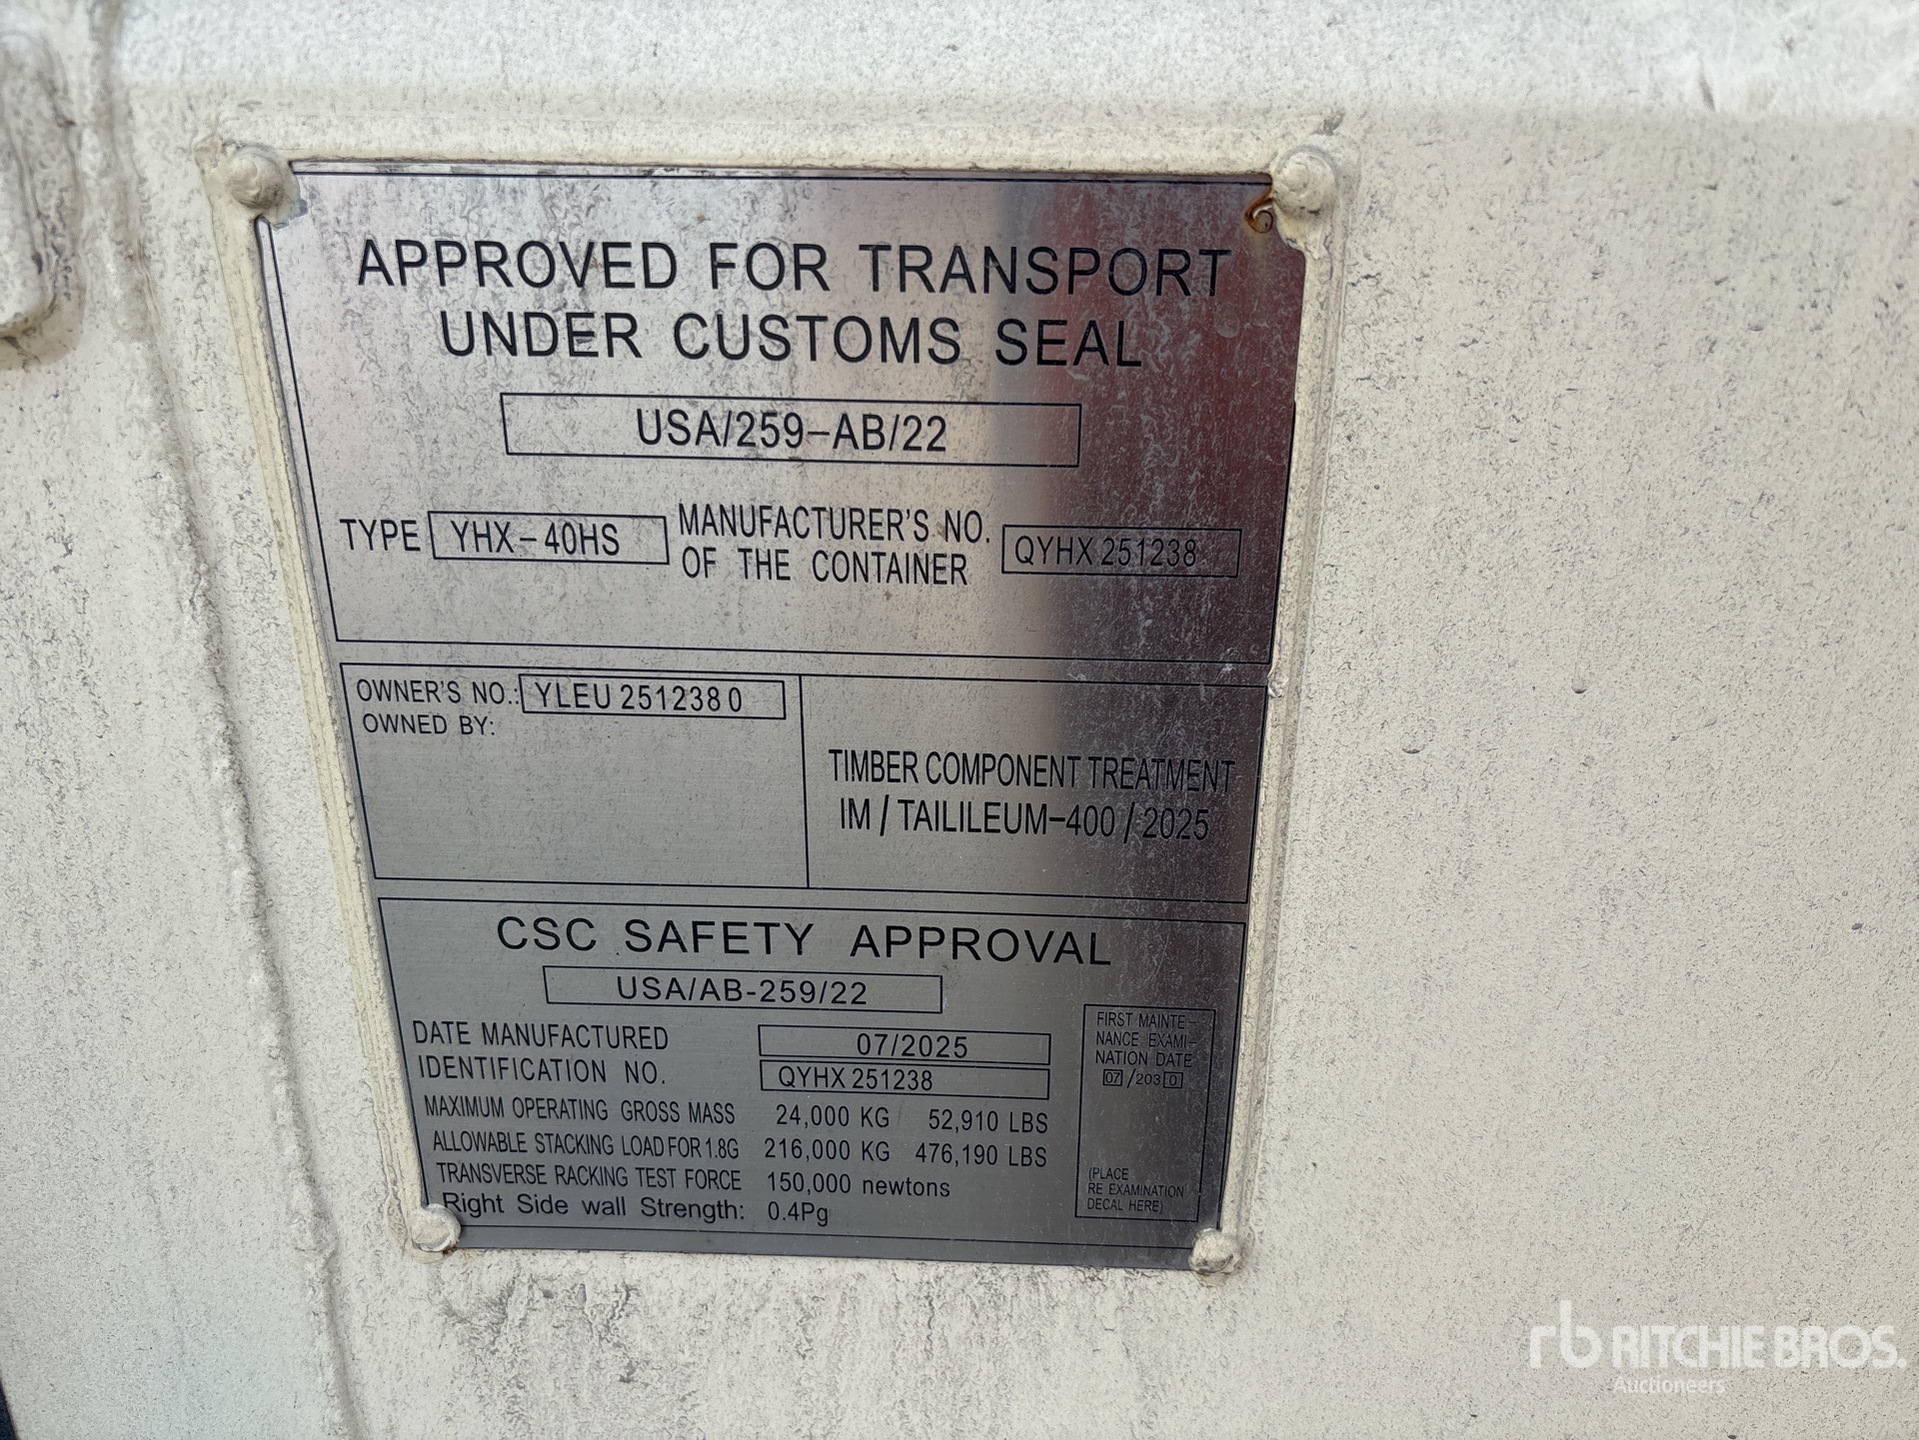 APPROVED FOR TRANSPORT
UNDER CUSTOMS SEAL
USA/259-AB/22
TYPE YHX-40HS MANUFACTURER'S NO.
OF THE CONTAINER QYHX 251238
OWNER'S NO.: YLEU 251238 0
OWNED BY:
TIMBER COMPONENT TREATMENT
IM / TAILILEUM-400 / 2025
CSC SAFETY APPROVAL
USA/AB-259/22
DATE MANUFACTURED 07/2025
IDENTIFICATION NO. QYHX 251238
MAXIMUM OPERATING GROSS MASS 24,000 KG 52,910 LBS
ALLOWABLE STACKING LOAD FOR 1.8G 216,000 KG 476,190 LBS
TRANSVERSE RACKING TEST FORCE 150,000 newtons
Right Side wall Strength: 0.4Pg
FIRST MAINTE-
NANCE EXAMI-
NATION DATE
07/2030
(PLACE
RE EXAMINATION
DECAL HERE)
rb RITCHIE BROS.
Auctioneers